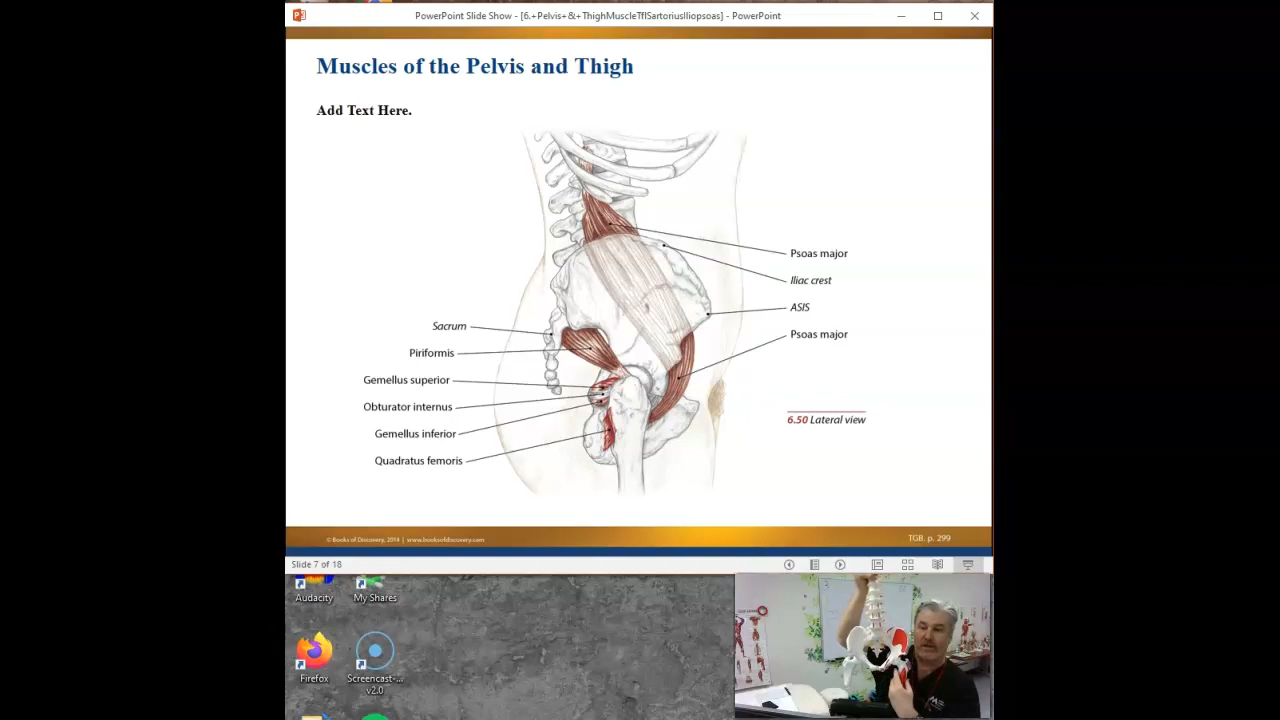 PowerPoint Slide Show - [6.+Pelvis+&+ThighMuscleTflSartoriusIliopsoas] - PowerPoint
Muscles of the Pelvis and Thigh
Add Text Here.
Psoas major
Iliac crest
ASIS
Psoas major
Sacrum
Piriformis
Gemellus superior
Obturator internus
Gemellus inferior
Quadratus femoris
6.50 Lateral view
© Books of Discovery, 2014 | www.booksofdiscovery.com
TGB. p. 299
Slide 7 of 18
Audacity
My Shares
Firefox
Screencast-...
v2.0